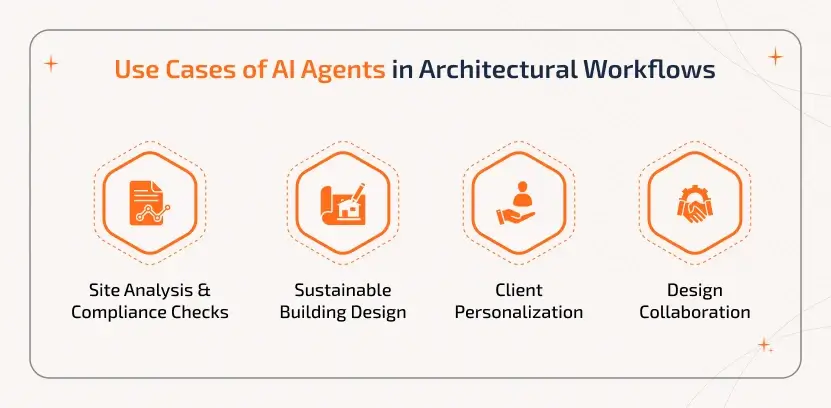 Use Cases of AI Agents in Architectural Workflows
Site Analysis &
Compliance Checks
Sustainable
Building Design
Client
Personalization
Design
Collaboration